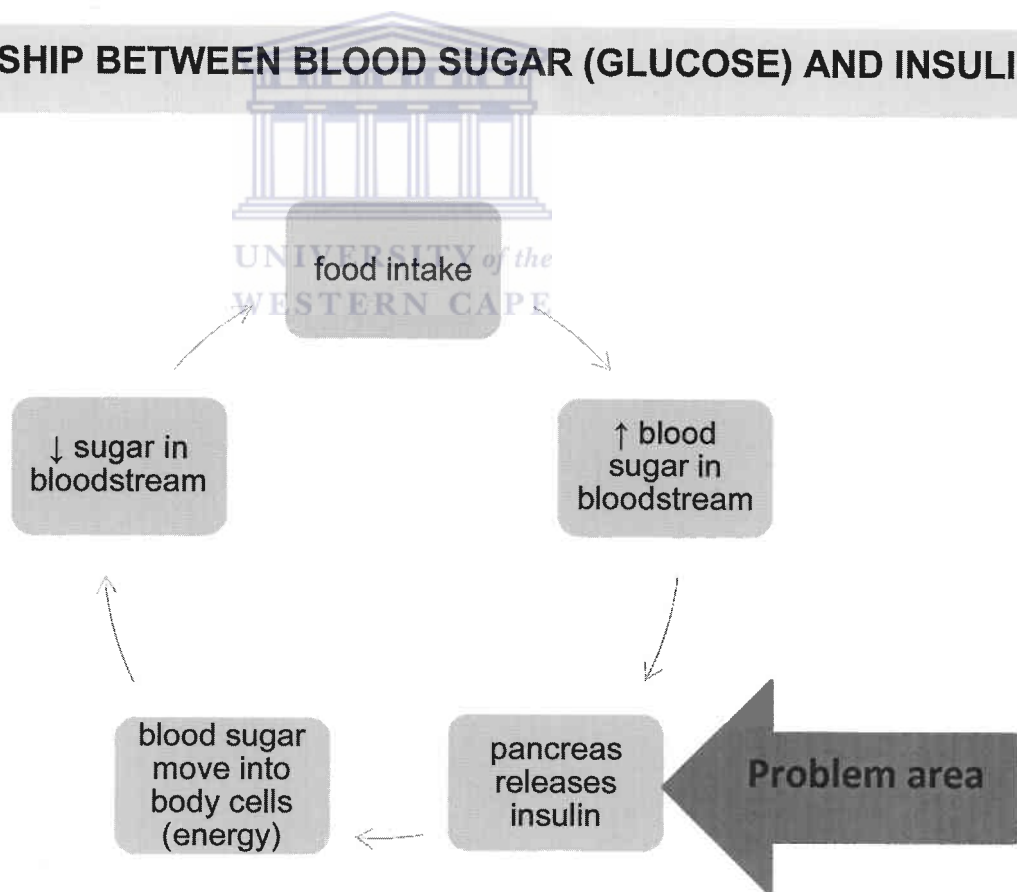 SHIP BETWEEN BLOOD SUGAR (GLUCOSE) AND INSULI
UNIVERSITY of the
WESTERN CAPE
food intake
↑ blood
sugar in
bloodstream
pancreas
releases
insulin
Problem area
blood sugar
move into
body cells
(energy)
↓ sugar in
bloodstream